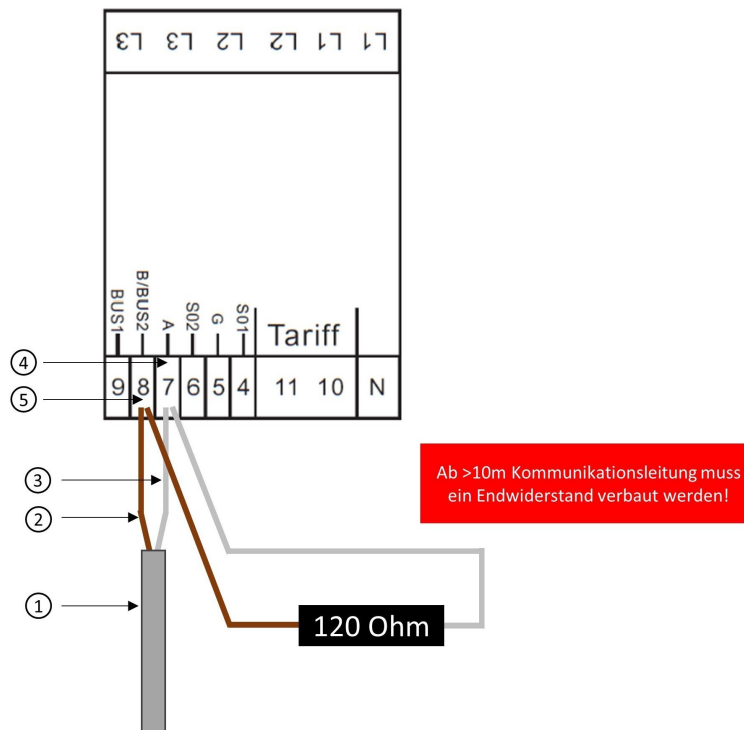 L3 L3 L2 L2 L1 L1
BUS1 B/BUS2 A S02 G S01
Tariff
④
9 8 7 6 5 4 11 10 N
⑤
③
②
①
Ab >10m Kommunikationsleitung muss
ein Endwiderstand verbaut werden!
120 Ohm